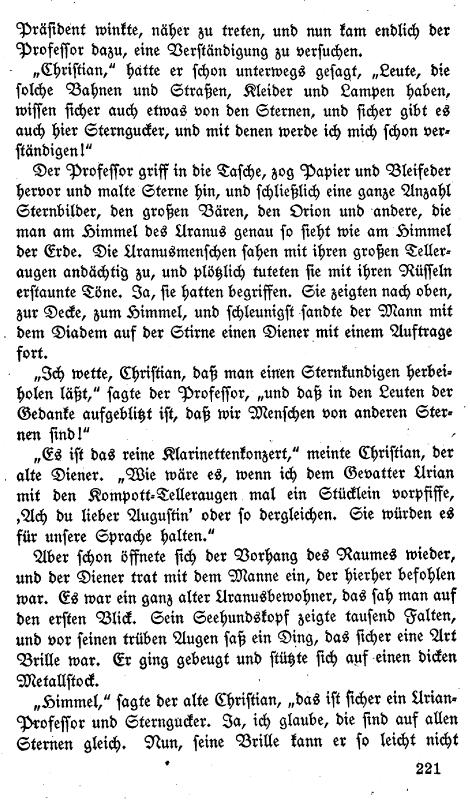 Präsident winkte, näher zu treten, und nun kam endlich der
Professor dazu, eine Verständigung zu versuchen.
„Christian,“ hatte er schon unterwegs gesagt, „Leute, die
solche Bahnen und Straßen, Kleider und Lampen haben,
wissen sicher auch etwas von den Sternen, und sicher gibt es
auch hier Sterngucker, und mit denen werde ich mich schon ver-
ständigen!“
Der Professor griff in die Tasche, zog Papier und Bleifeder
hervor und malte Sterne hin, und schließlich eine ganze Anzahl
Sternbilder, den großen Bären, den Orion und andere, die
man am Himmel des Uranus genau so sieht wie am Himmel
der Erde. Die Uranusmenschen sahen mit ihren großen Teller-
augen andächtig zu, und plötzlich tuteten sie mit ihren Rüsseln
erstaunte Töne. Ja, sie hatten begriffen. Sie zeigten nach oben,
zur Decke, zum Himmel, und schleunigst sandte der Mann mit
dem Diadem auf der Stirne einen Diener mit einem Auftrage
fort.
„Ich wette, Christian, daß man einen Sternkundigen herbei-
holen läßt,“ sagte der Professor, „und daß in den Leuten der
Gedanke aufgeblitzt ist, daß wir Menschen von anderen Ster-
nen sind!“
„Es ist das reine Klarinettenkonzert,“ meinte Christian, der
alte Diener. „Wie wäre es, wenn ich dem Gevatter Urian
mit den Kompott-Telleraugen mal ein Stücklein vorpfiffe,
‚Ach du lieber Augustin’ oder so dergleichen. Sie würden es
für unsere Sprache halten.“
Aber schon öffnete sich der Vorhang des Raumes wieder,
und der Diener trat mit dem Manne ein, der hierher befohlen
war. Es war ein ganz alter Uranusbewohner, das sah man auf
den ersten Blick. Sein Seehundskopf zeigte tausend Falten,
und vor seinen trüben Augen saß ein Ding, das sicher eine Art
Brille war. Er ging gebeugt und stützte sich auf einen dicken
Metallstock.
„Himmel,“ sagte der alte Christian, „das ist sicher ein Urian-
Professor und Sterngucker. Ja, ich glaube, die sind auf allen
Sternen gleich. Nun, seine Brille kann er so leicht nicht
221